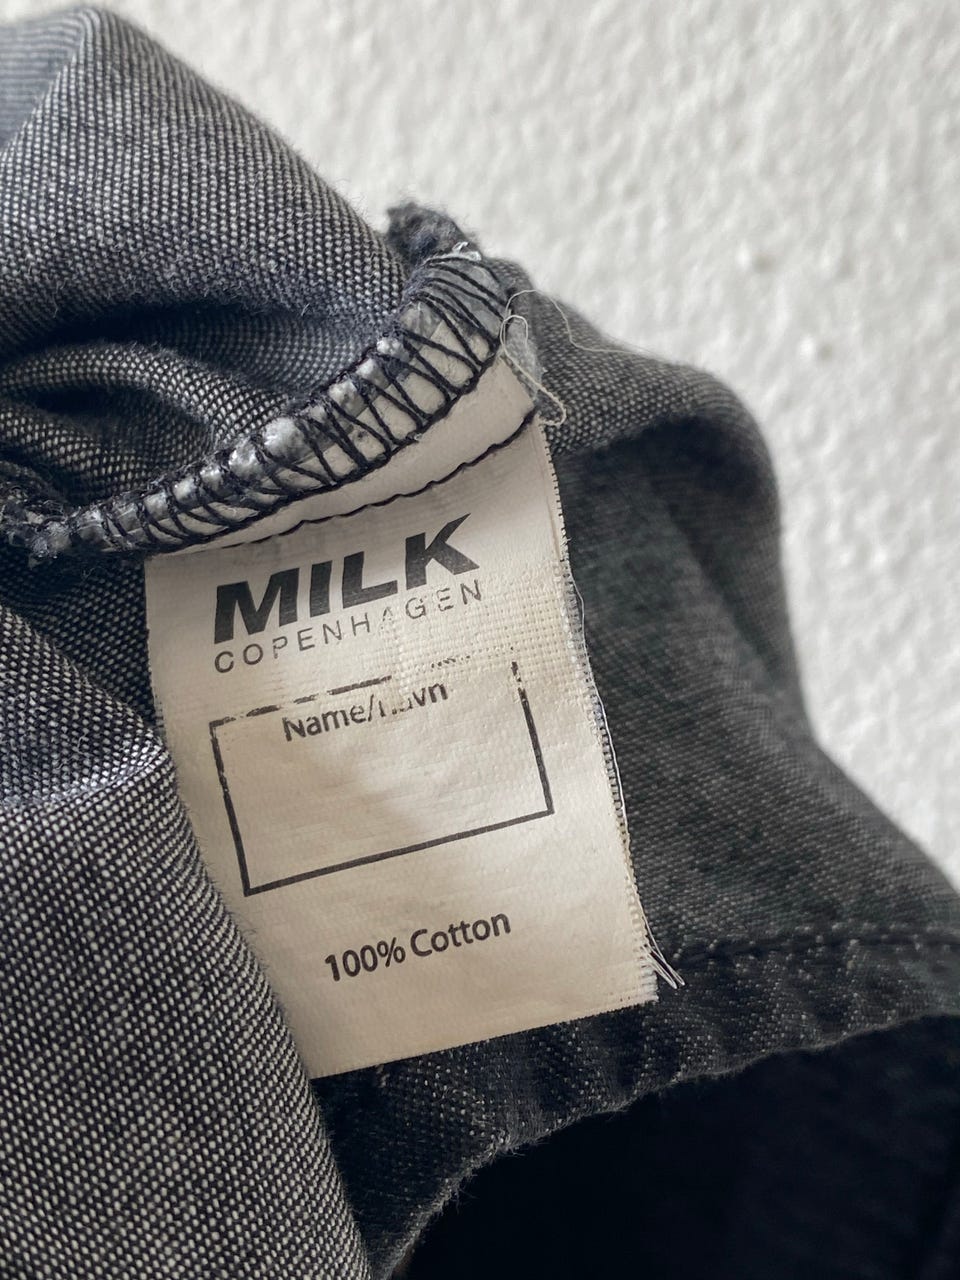 MILK
COPENHAGEN
Name/navn
100% Cotton